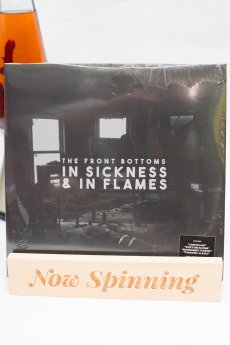 THE FRONT BOTTOMS
IN SICKNESS
& IN FLAMES
Now Spinning